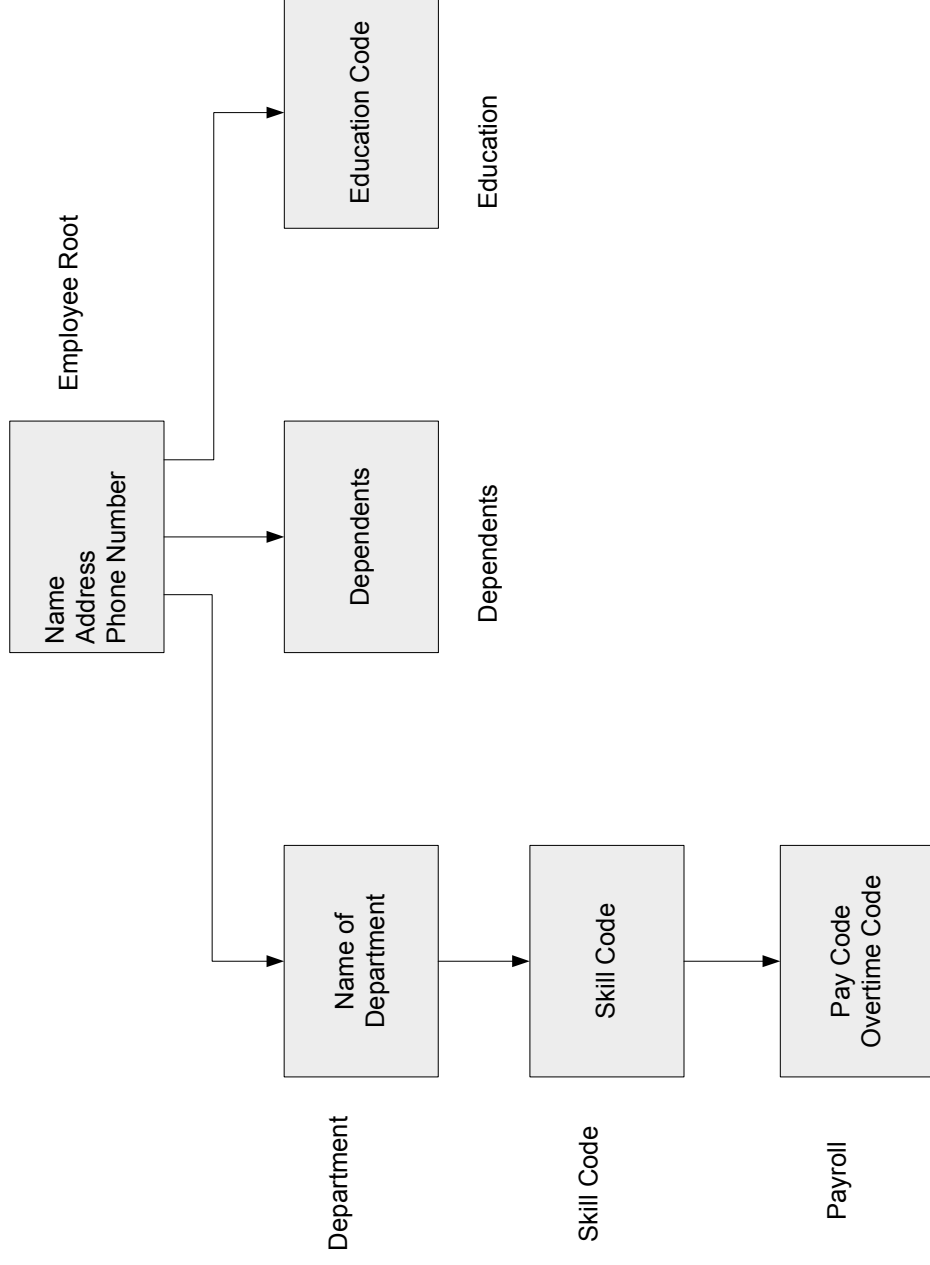 Employee Root
Name
Address
Phone Number
Name of
Department
Dependents
Education Code
Department
Dependents
Education
Skill Code
Skill Code
Pay Code
Overtime Code
Payroll